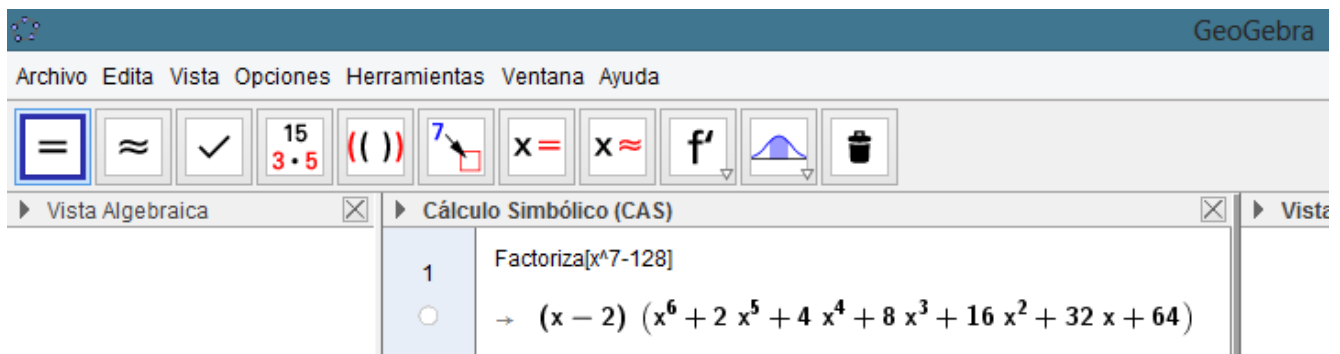 GeoGebra
Archivo Edita Vista Opciones Herramientas Ventana Ayuda
= ≈ ✓ 15 3 • 5 (( )) 7 x = x ≈ f'
Vista Algebraica
Cálculo Simbólico (CAS)
Vista
1
Factoriza[x^7-128]
→ (x − 2) (x⁶ + 2 x⁵ + 4 x⁴ + 8 x³ + 16 x² + 32 x + 64)